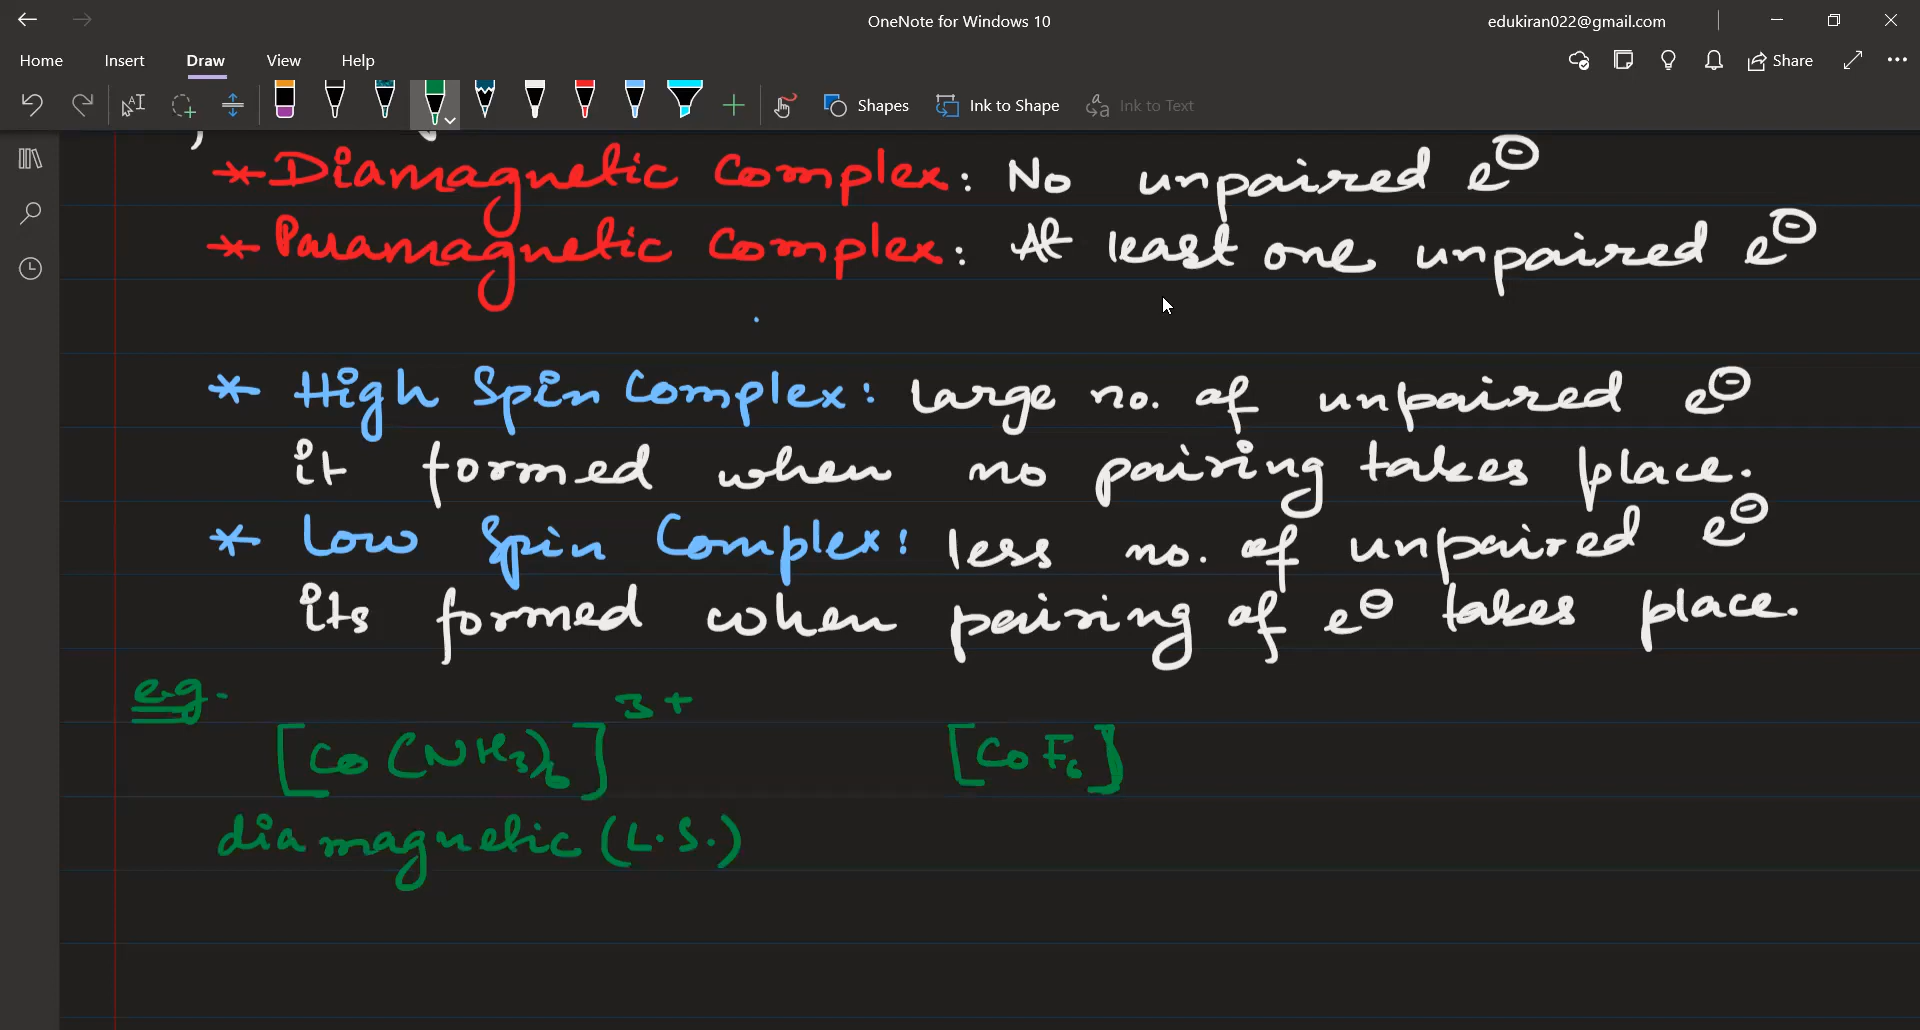 OneNote for Windows 10
edukiran022@gmail.com
Home Insert Draw View Help
Share
Shapes Ink to Shape Ink to Text
* Diamagnetic Complex: No unpaired e⊖
* Paramagnetic Complex: At least one unpaired e⊖
* High Spin Complex: Large no. of unpaired e⊖
it formed when no pairing takes place.
* Low Spin Complex: less no. of unpaired e⊖
its formed when pairing of e⊖ takes place.
e.g.
[Co(NH₃)₆]³⁺ [CoF₆]
diamagnetic (L.S.)